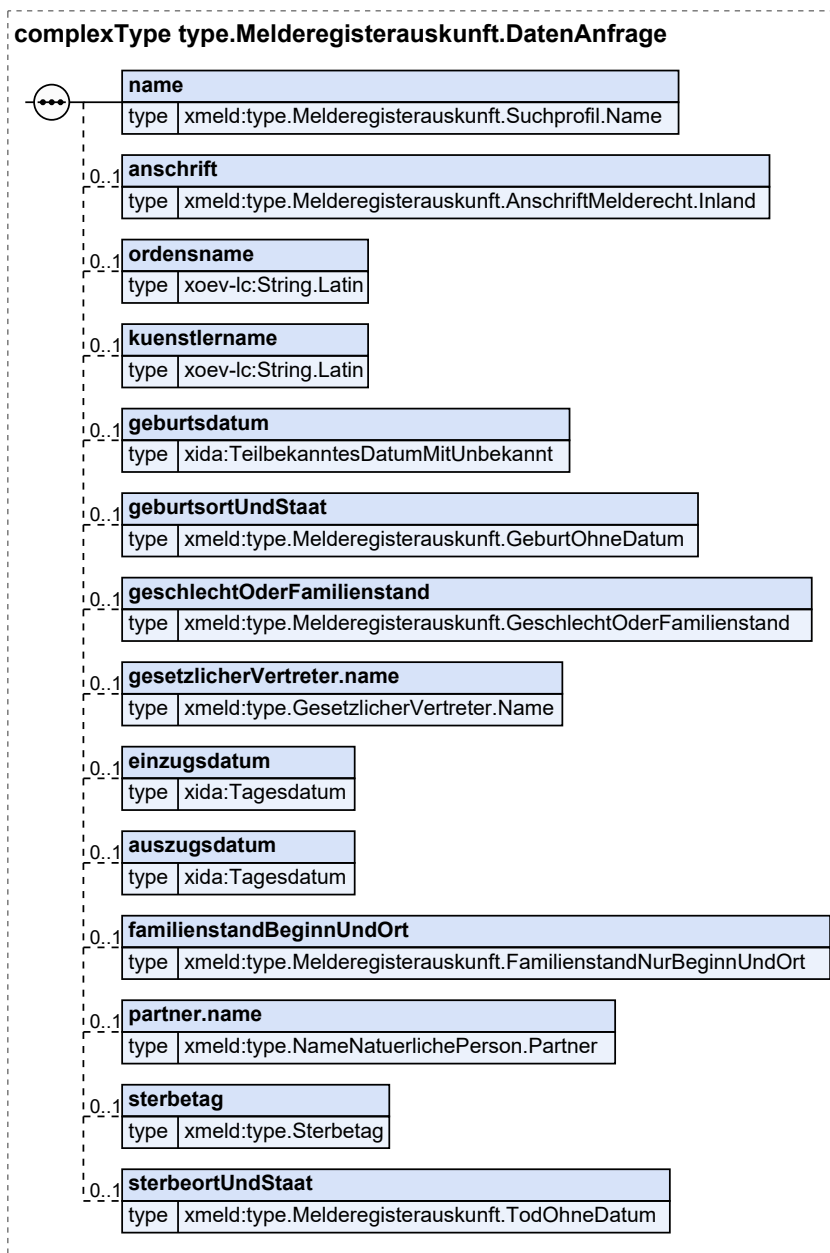 complexType type.Melderegisterauskunft.DatenAnfrage
name
type xmeld:type.Melderegisterauskunft.Suchprofil.Name
0..1 anschrift
type xmeld:type.Melderegisterauskunft.AnschriftMelderecht.Inland
0..1 ordensname
type xoev-lc:String.Latin
0..1 kuenstlername
type xoev-lc:String.Latin
0..1 geburtsdatum
type xida:TeilbekanntesDatumMitUnbekannt
0..1 geburtsortUndStaat
type xmeld:type.Melderegisterauskunft.GeburtOhneDatum
0..1 geschlechtOderFamilienstand
type xmeld:type.Melderegisterauskunft.GeschlechtOderFamilienstand
0..1 gesetzlicherVertreter.name
type xmeld:type.GesetzlicherVertreter.Name
0..1 einzugsdatum
type xida:Tagesdatum
0..1 auszugsdatum
type xida:Tagesdatum
0..1 familienstandBeginnUndOrt
type xmeld:type.Melderegisterauskunft.FamilienstandNurBeginnUndOrt
0..1 partner.name
type xmeld:type.NameNatuerlichePerson.Partner
0..1 sterbetag
type xmeld:type.Sterbetag
0..1 sterbeortUndStaat
type xmeld:type.Melderegisterauskunft.TodOhneDatum